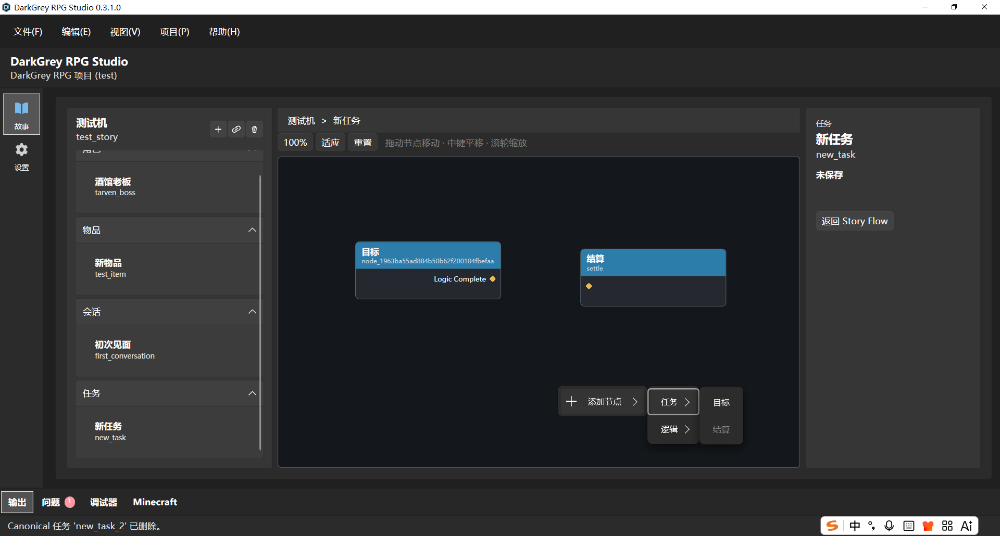 DarkGrey RPG Studio 0.3.1.0
文件(F) 编辑(E) 视图(V) 项目(P) 帮助(H)
DarkGrey RPG Studio
DarkGrey RPG 项目 (test)
故事
设置
测试机
test_story
酒馆老板
tarven_boss
物品
新物品
test_item
会话
初次见面
first_conversation
任务
新任务
new_task
测试机 > 新任务
100% 适应 重置 拖动节点移动 · 中键平移 · 滚轮缩放
目标
node_1963ba55ad884b50b62f200104fbefaa
Logic Complete
结算
settle
添加节点
任务
逻辑
目标
结算
任务
新任务
new_task
未保存
返回 Story Flow
输出 问题 1 调试器 Minecraft
Canonical 任务 'new_task_2' 已删除。
中